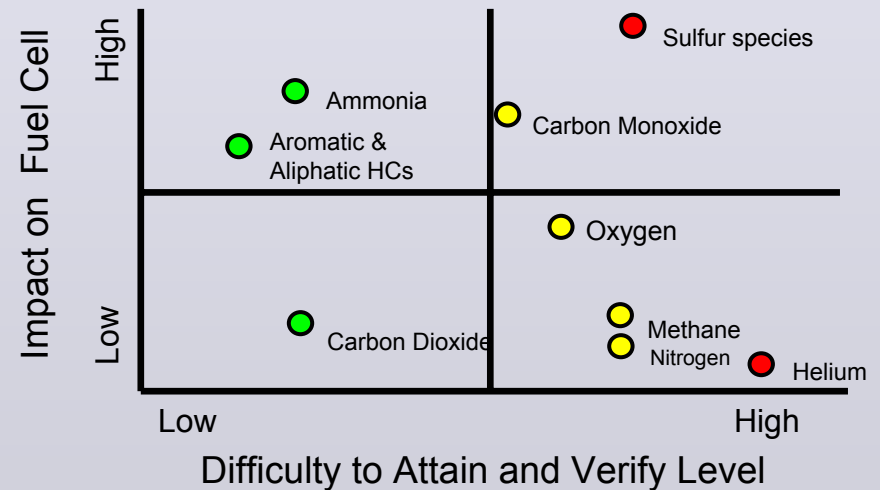 Impact on Fuel Cell
High
Low
Sulfur species
Ammonia
Carbon Monoxide
Aromatic &
Aliphatic HCs
Oxygen
Carbon Dioxide
Methane
Nitrogen
Helium
Low
High
Difficulty to Attain and Verify Level